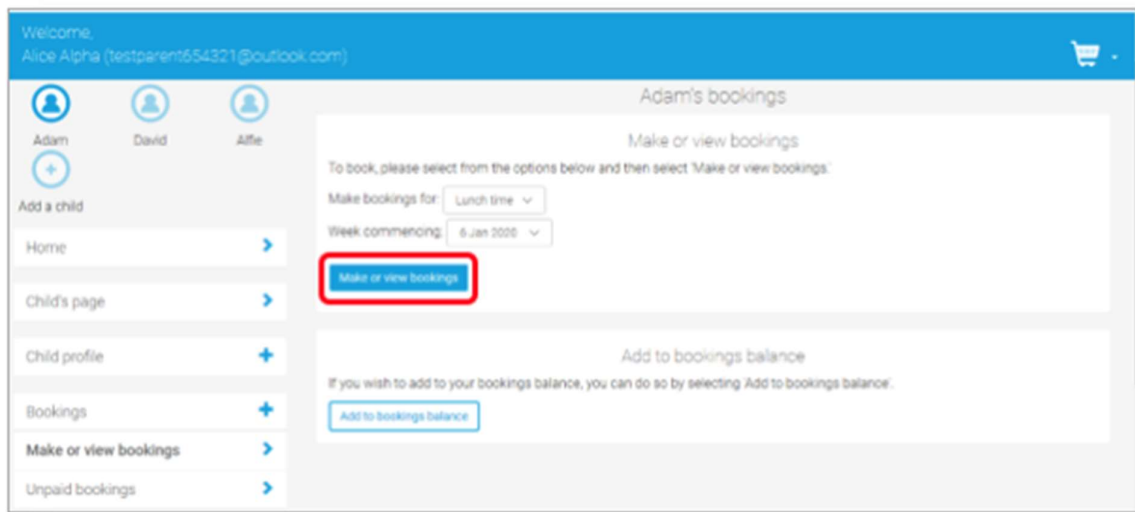 Welcome,
Alice Alpha (testparent654321@outlook.com)
Adam
David
Alfie
Add a child
Home
Child's page
Child profile
Bookings
Make or view bookings
Unpaid bookings
Adam's bookings
Make or view bookings
To book, please select from the options below and then select 'Make or view bookings.'
Make bookings for: Lunch time
Week commencing: 6 Jan 2020
Make or view bookings
Add to bookings balance
If you wish to add to your bookings balance, you can do so by selecting 'Add to bookings balance'.
Add to bookings balance